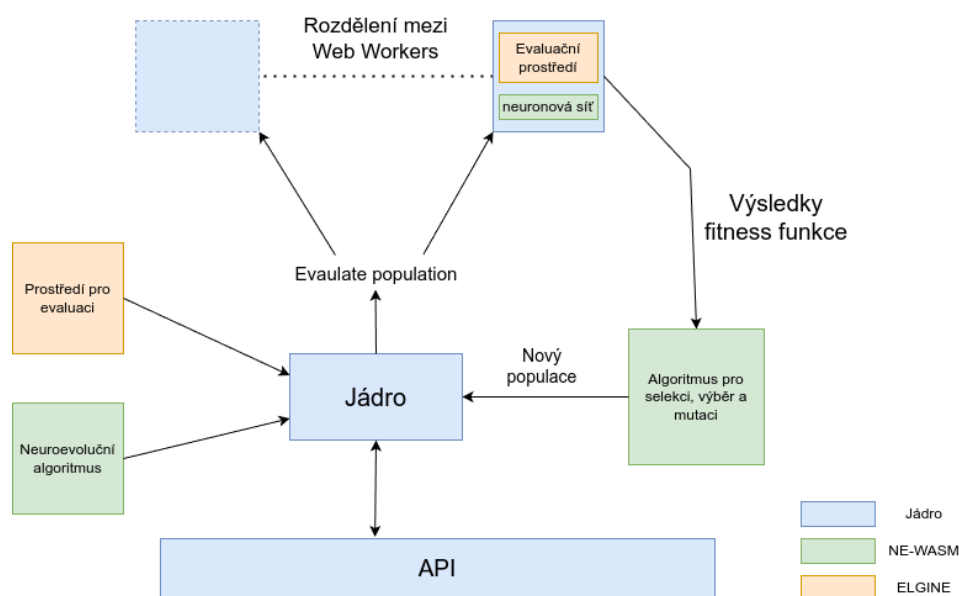 Rozdělení mezi
Web Workers
Evaluační
prostředí
neuronová síť
Výsledky
fitness funkce
Evaulate population
Prostředí pro
evaluaci
Nový
populace
Jádro
Algoritmus pro
selekci, výběr a
mutaci
Neuroevoluční
algoritmus
API
Jádro
NE-WASM
ELGINE